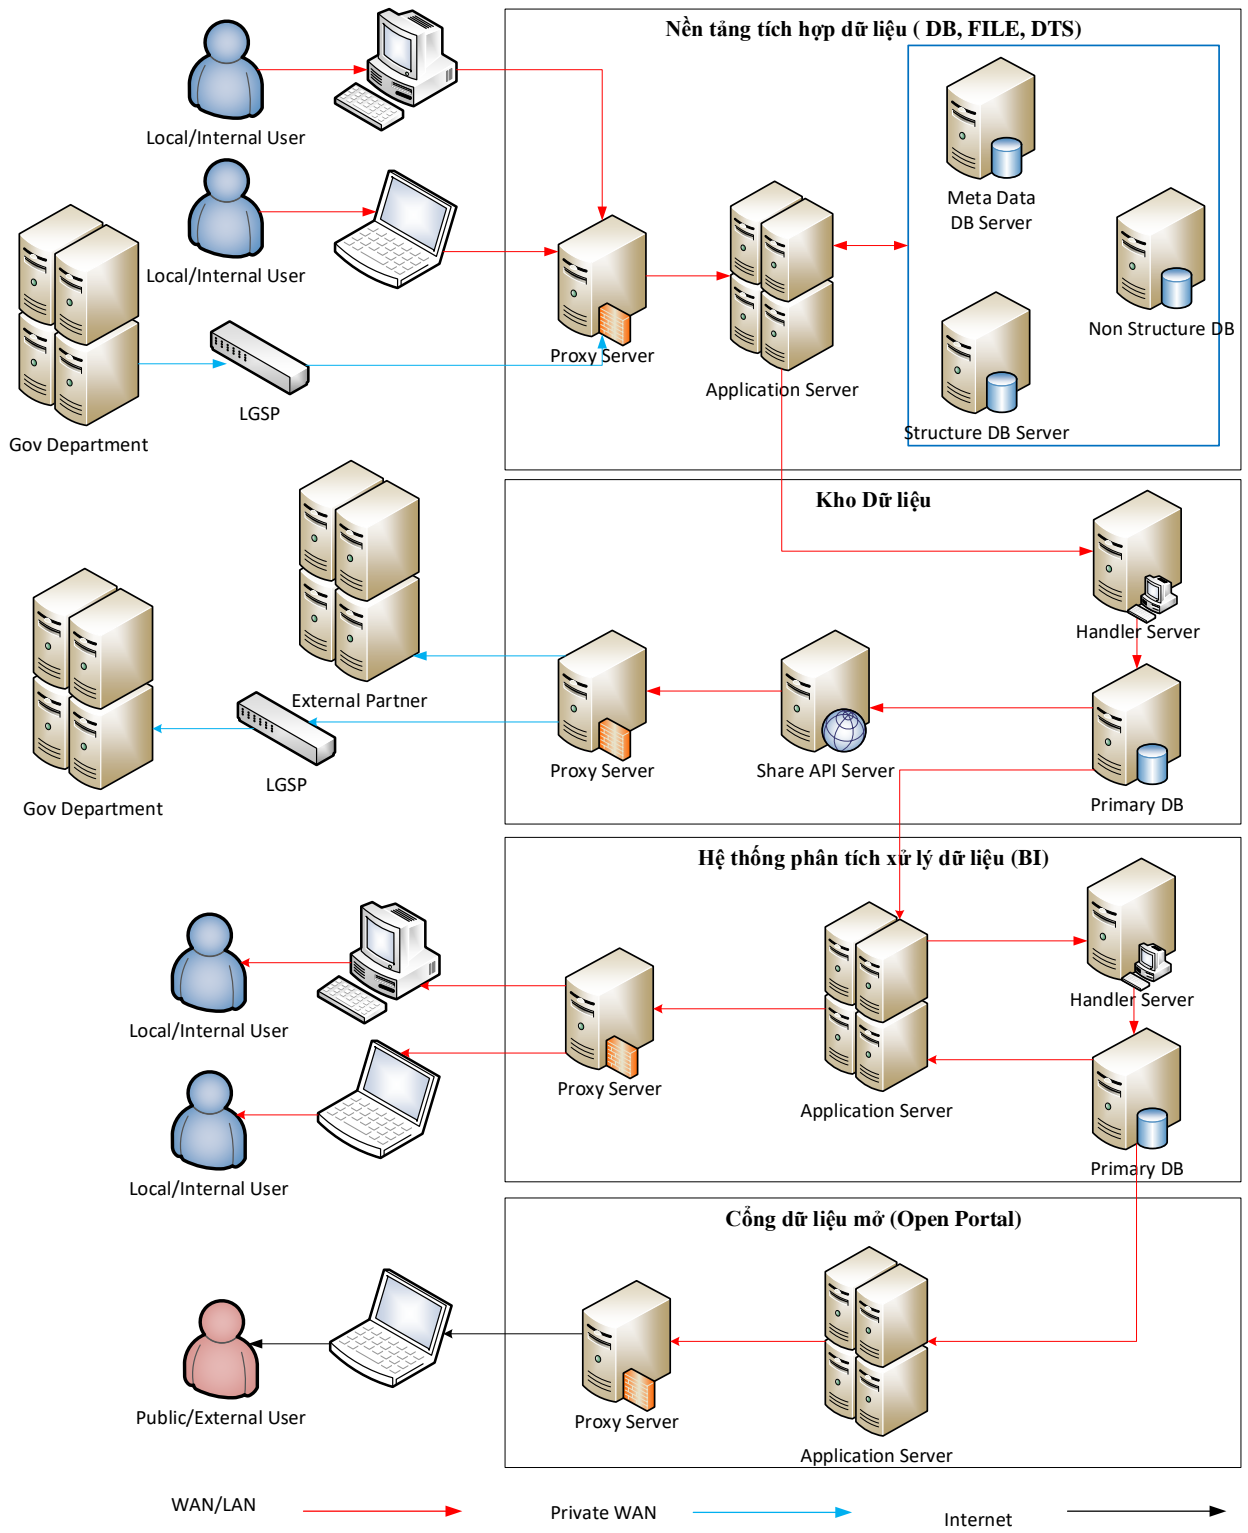 Nền tảng tích hợp dữ liệu ( DB, FILE, DTS)
Local/Internal User
Local/Internal User
Meta Data
DB Server
Non Structure DB
Proxy Server
Application Server
LGSP
Structure DB Server
Gov Department
Kho Dữ liệu
Handler Server
External Partner
Proxy Server
Share API Server
LGSP
Gov Department
Primary DB
Hệ thống phân tích xử lý dữ liệu (BI)
Handler Server
Local/Internal User
Proxy Server
Application Server
Primary DB
Local/Internal User
Cổng dữ liệu mở (Open Portal)
Public/External User
Proxy Server
Application Server
WAN/LAN
Private WAN
Internet